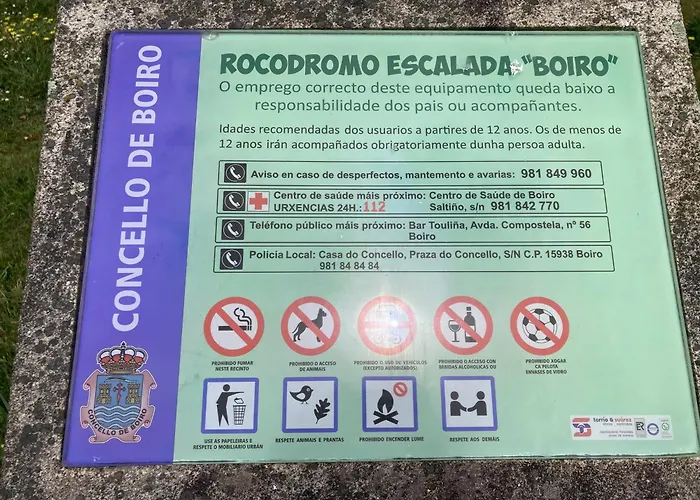 CONCELLO DE BOIRO
ROCODROMO ESCALADA "BOIRO"
O emprego correcto deste equipamento queda baixo a
responsabilidade dos pais ou acompañantes.
Idades recomendadas dos usuarios a partires de 12 anos. Os de menos de
12 anos irán acompañados obrigatoriamente dunha persoa adulta.
Aviso en caso de desperfectos, mantemento e avarias: 981 849 960
Centro de saúde máis próximo: Centro de Saúde de Boiro
URXENCIAS 24H.: 112 Saltiño, s/n 981 842 770
Teléfono público máis próximo: Bar Touliña, Avda. Compostela, nº 56
Boiro
Policía Local: Casa do Concello, Praza do Concello, S/N C.P. 15938 Boiro
981 84 84 84
PROHIBIDO FUMAR
NESTE RECINTO
PROHIBIDO O ACCESO
DE ANIMAIS
PROHIBIDO O USO DE VEHÍCULOS
(EXCEPTO AUTORIZADOS)
PROHIBIDO O ACCESO CON
BEBIDAS ALCOHOLICAS OU
PROHIBIDO XOGAR
CA PELOTA
ENVASES DE VIDRO
USE AS PAPELEIRAS E
RESPETE O MOBILIARIO URBÁN
RESPETE ANIMAIS E PRANTAS
PROHIBIDO ENCENDER LUME
RESPETE AOS DEMÁIS
CONCELLO DE BOIRO